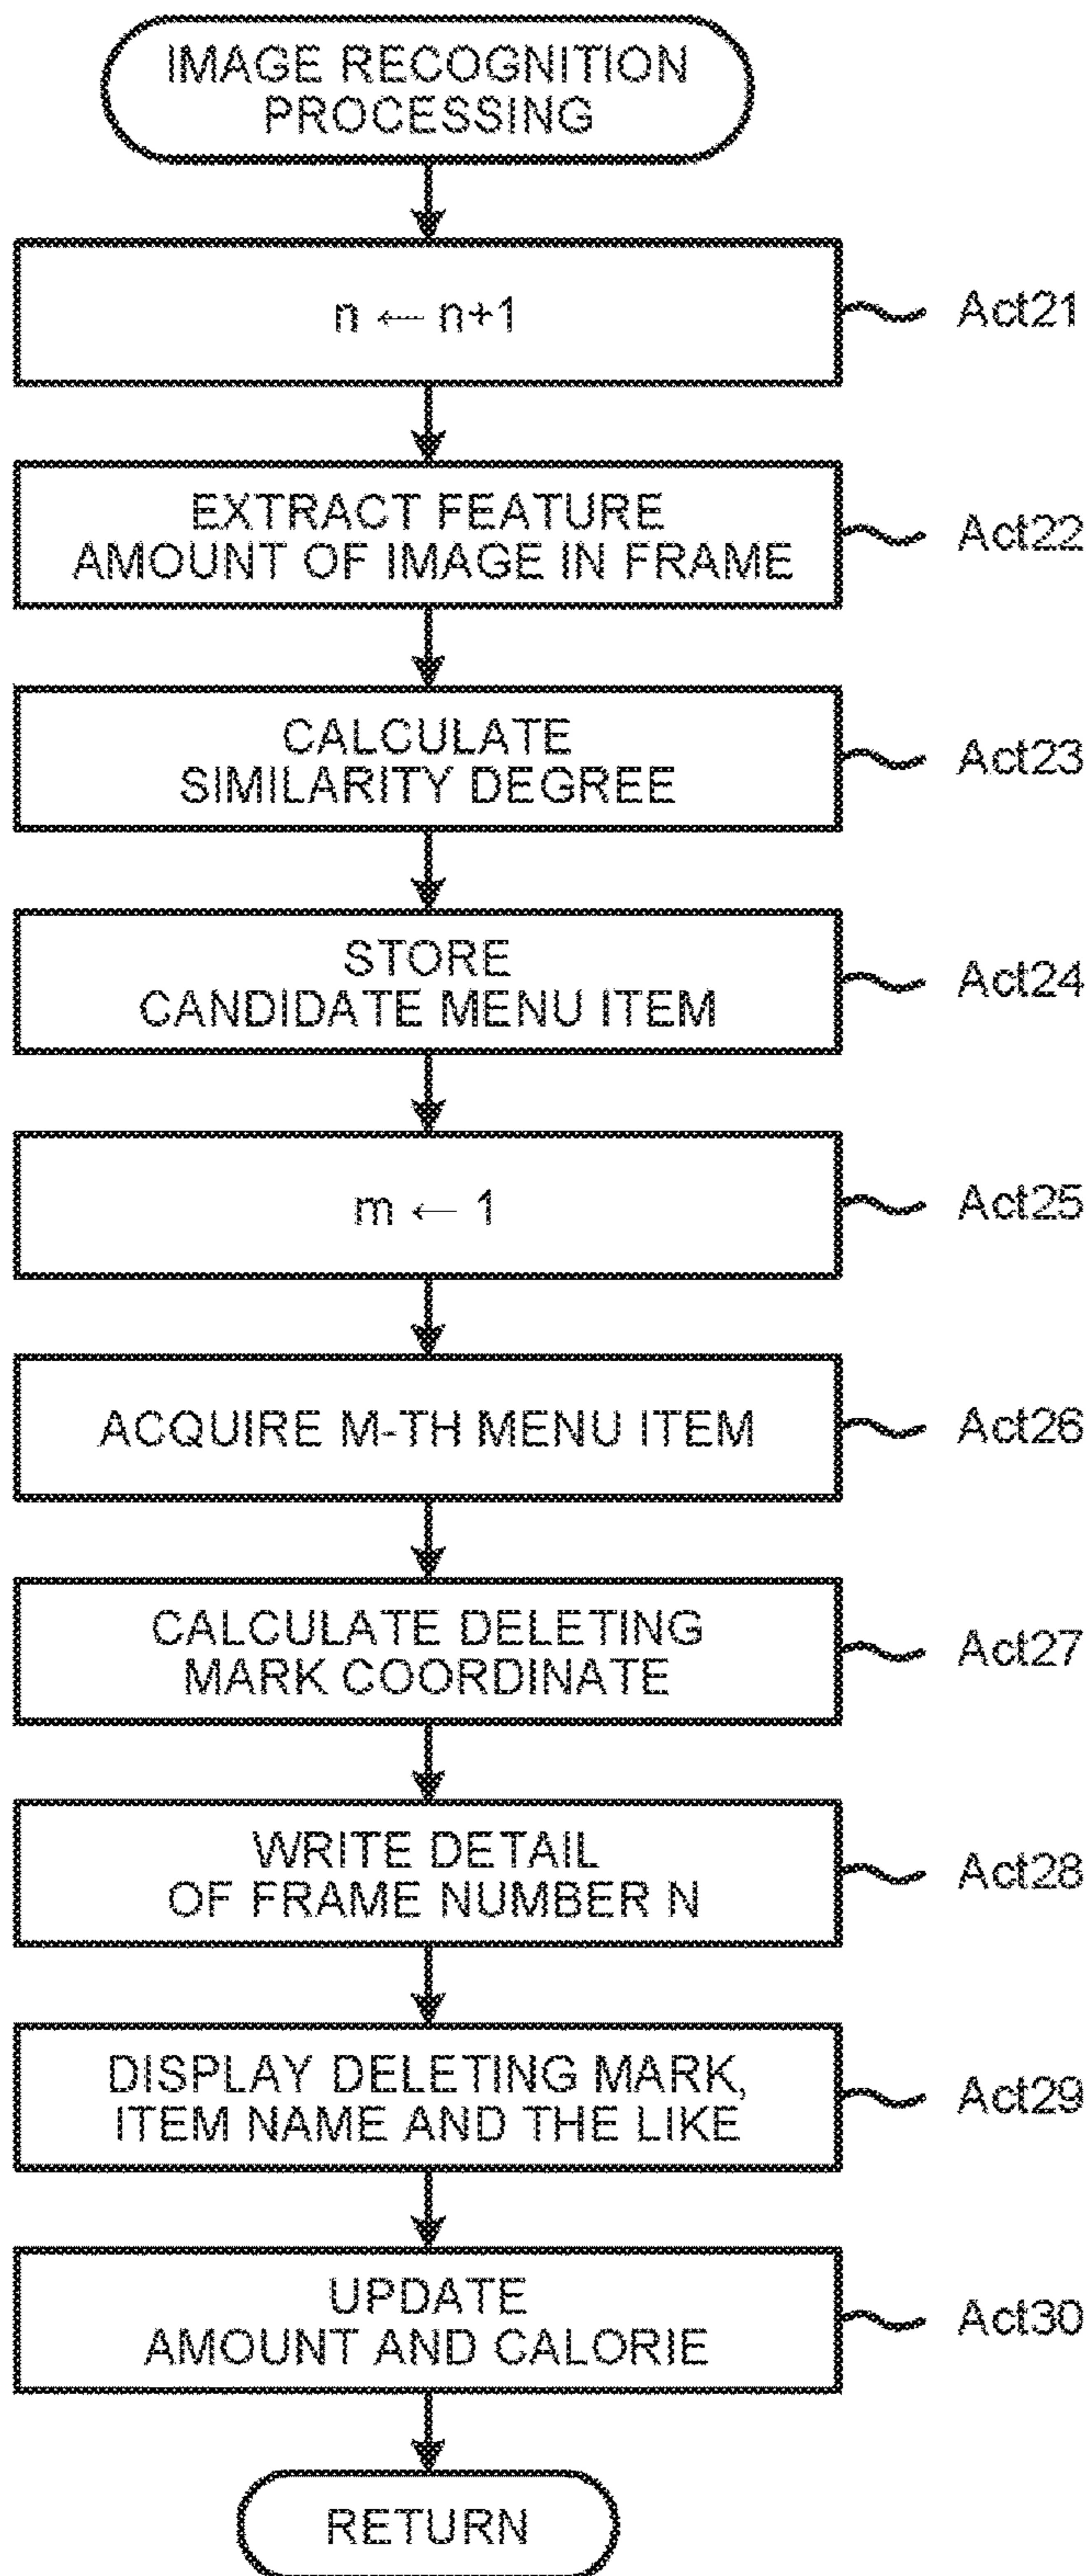 IMAGE RECOGNITION
PROCESSING
n ← n+1
Act21
EXTRACT FEATURE
AMOUNT OF IMAGE IN FRAME
Act22
CALCULATE
SIMILARITY DEGREE
Act23
STORE
CANDIDATE MENU ITEM
Act24
m ← 1
Act25
ACQUIRE M-TH MENU ITEM
Act26
CALCULATE DELETING
MARK COORDINATE
Act27
WRITE DETAIL
OF FRAME NUMBER N
Act28
DISPLAY DELETING MARK,
ITEM NAME AND THE LIKE
Act29
UPDATE
AMOUNT AND CALORIE
Act30
RETURN